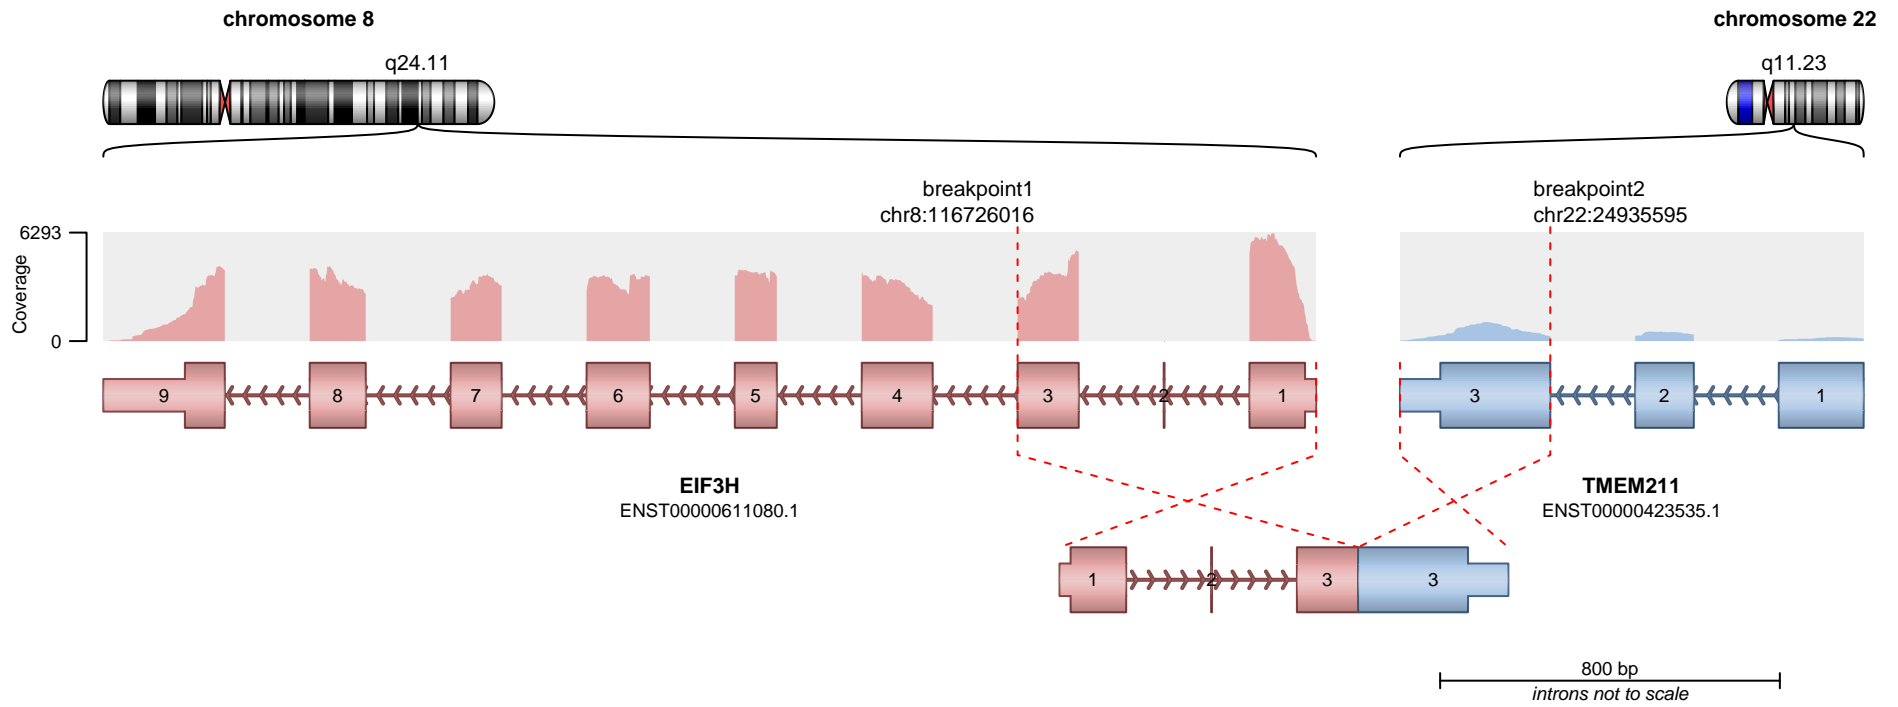 chromosome 8
chromosome 22
q24.11
q11.23
breakpoint1
chr8:116726016
breakpoint2
chr22:24935595
6293
Coverage
0
9 8 7 6 5 4 3 2 1
3 2 1
EIF3H
ENST00000611080.1
TMEM211
ENST00000423535.1
1 2 3 3
800 bp
introns not to scale